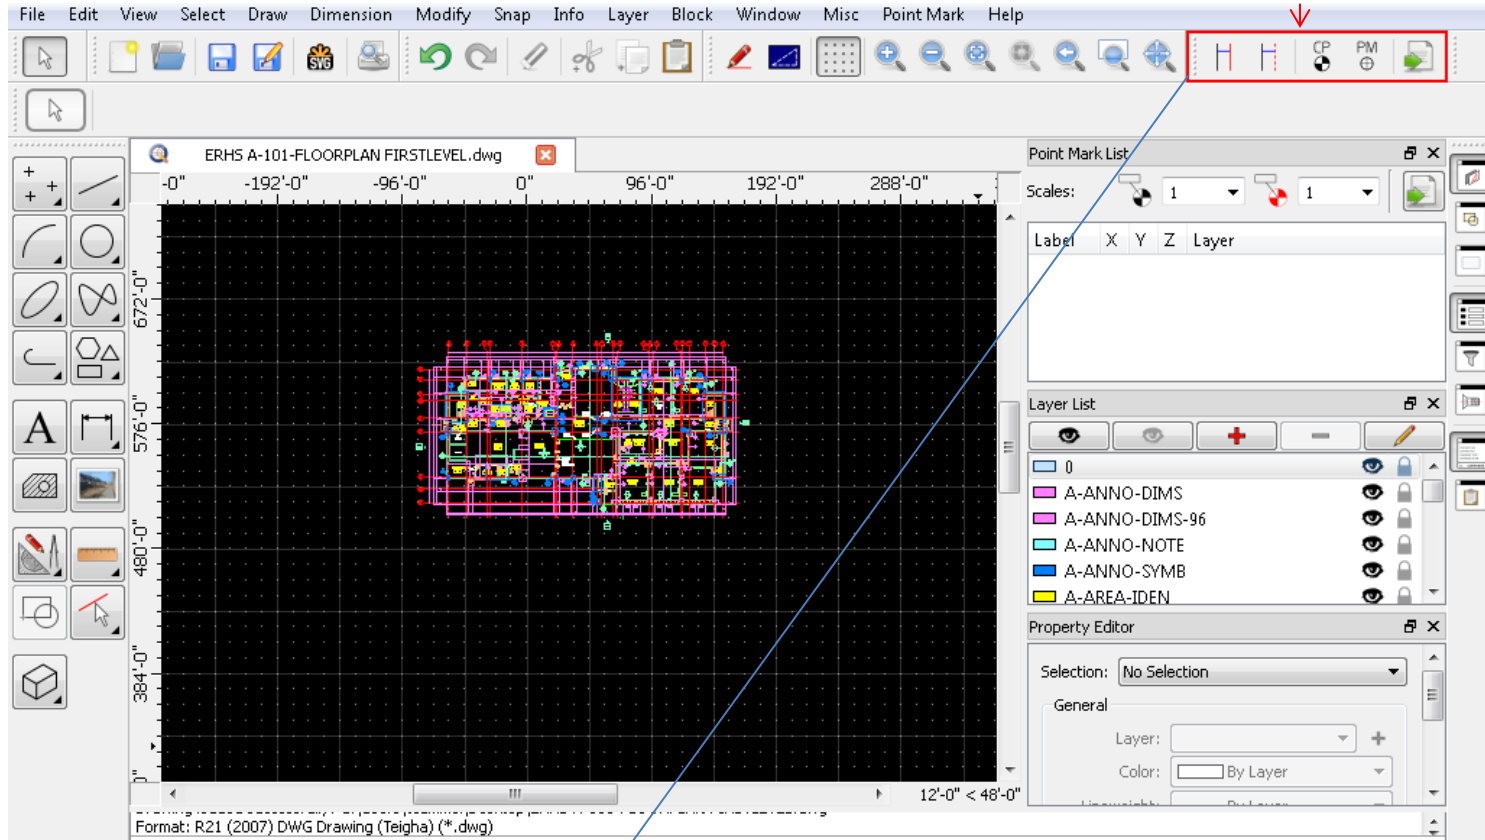 File Edit View Select Draw Dimension Modify Snap Info Layer Block Window Misc Point Mark Help
SVG
CP
PM
ERHS A-101-FLOORPLAN FIRSTLEVEL.dwg
-0" -192'-0" -96'-0" 0" 96'-0" 192'-0" 288'-0"
672'-0"
576'-0"
480'-0"
384'-0"
0"
12'-0" < 48'-0"
Format: R21 (2007) DWG Drawing (Teigha) (*.dwg)
Point Mark List
Scales: 1 1
Label X Y Z Layer
Layer List
0
A-ANNO-DIMS
A-ANNO-DIMS-96
A-ANNO-NOTE
A-ANNO-SYMB
A-AREA-IDEN
Property Editor
Selection: No Selection
General
Layer:
Color: By Layer
A